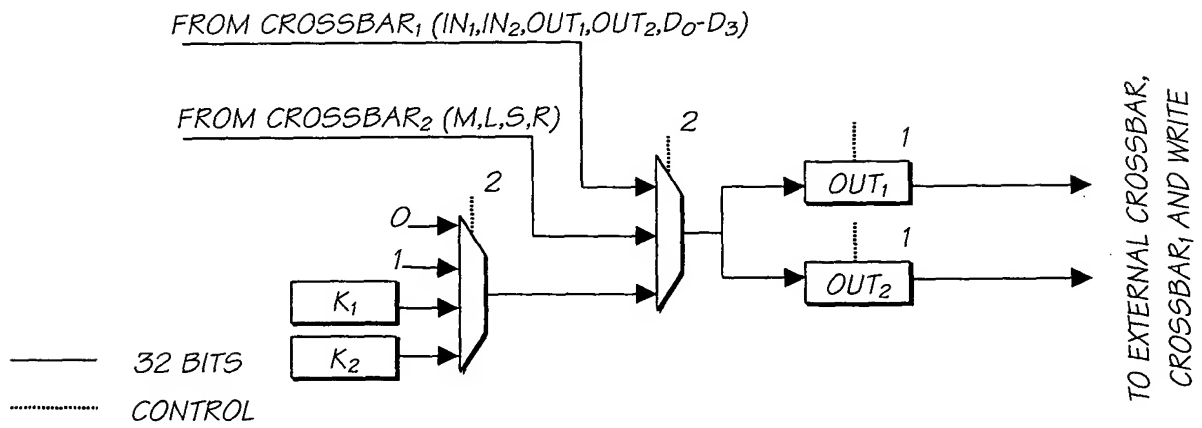 FROM CROSSBAR₁ (IN₁,IN₂,OUT₁,OUT₂,D₀-D₃)
FROM CROSSBAR₂ (M,L,S,R)
2
2
0
1
K₁
K₂
1
OUT₁
1
OUT₂
TO EXTERNAL CROSSBAR,
CROSSBAR₁ AND WRITE
32 BITS
CONTROL